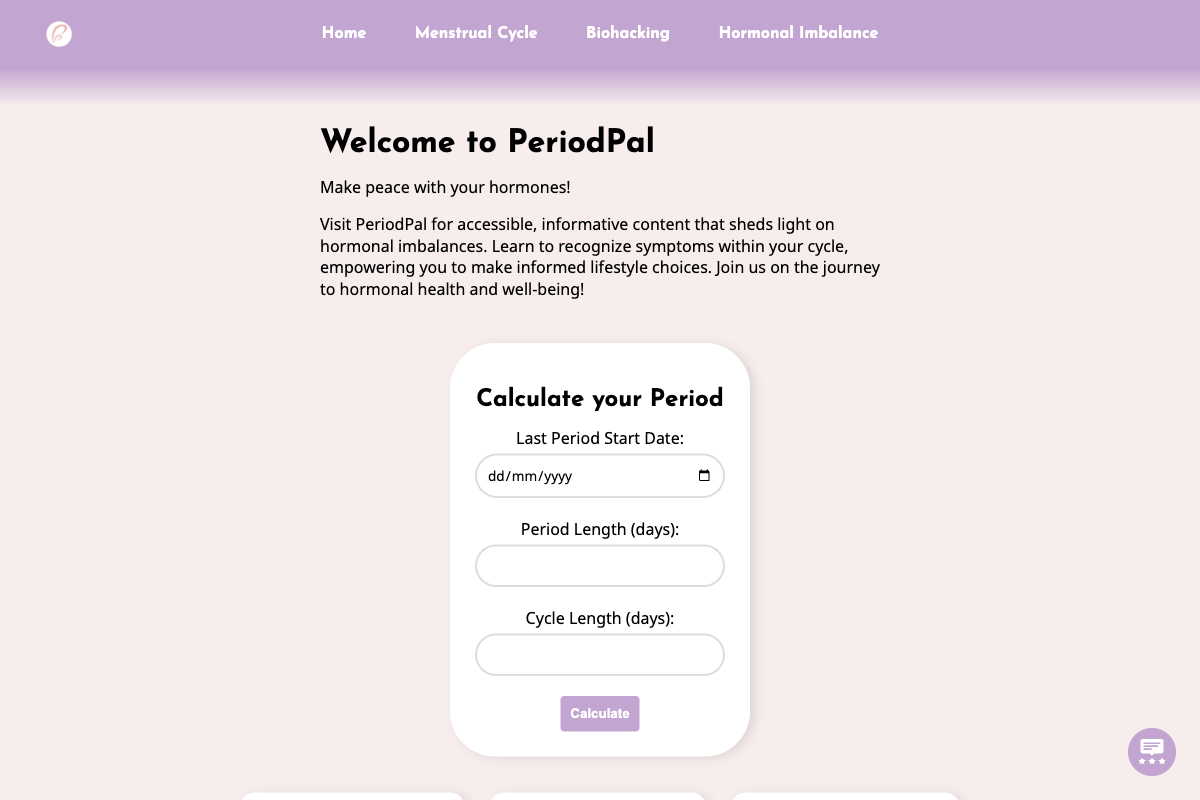 Home Menstrual Cycle Biohacking Hormonal Imbalance
Welcome to PeriodPal
Make peace with your hormones!
Visit PeriodPal for accessible, informative content that sheds light on
hormonal imbalances. Learn to recognize symptoms within your cycle,
empowering you to make informed lifestyle choices. Join us on the journey
to hormonal health and well-being!
Calculate your Period
Last Period Start Date:
dd/mm/yyyy
Period Length (days):
Cycle Length (days):
Calculate